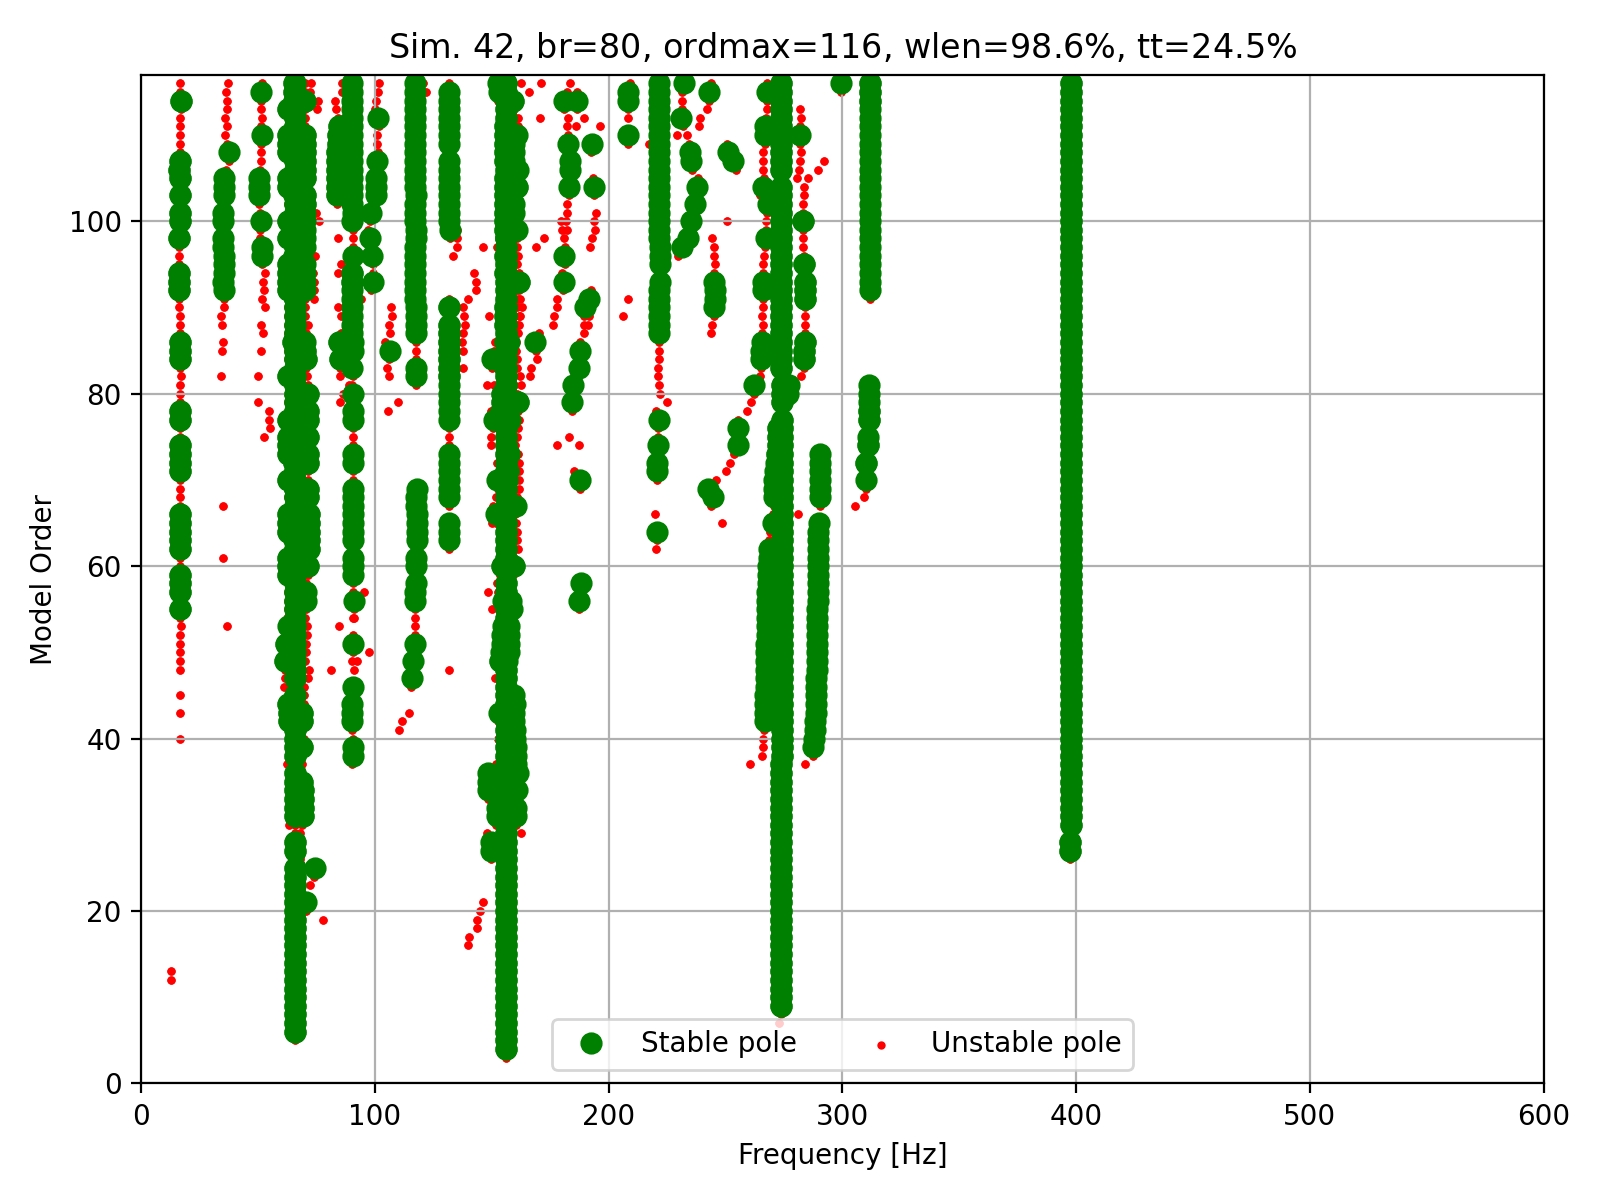 Sim. 42, br=80, ordmax=116, wlen=98.6%, tt=24.5%
100
80
60
40
20
0
Model Order
Stable pole
Unstable pole
0 100 200 300 400 500 600
Frequency [Hz]